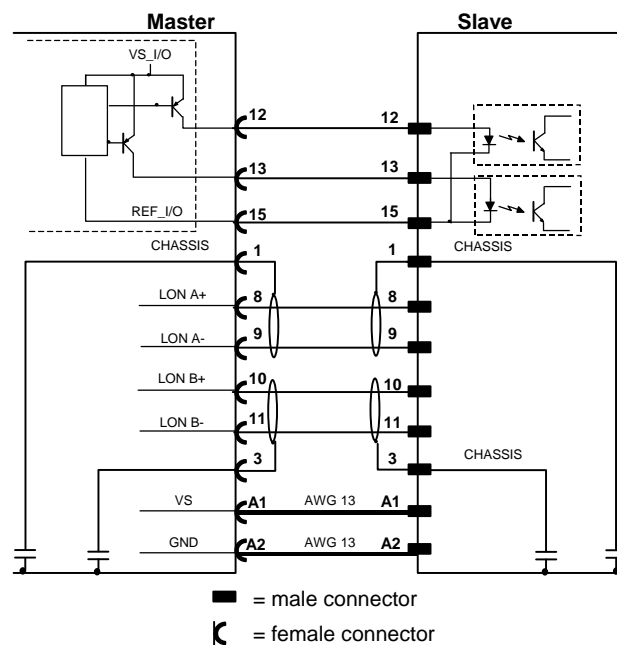 Master
Slave
VS_I/O
12 12
13 13
REF_I/O 15 15
CHASSIS 1 1 CHASSIS
LON A+ 8 8
LON A- 9 9
LON B+ 10 10
LON B- 11 11
3 3 CHASSIS
VS A1 AWG 13 A1
GND A2 AWG 13 A2
= male connector
= female connector